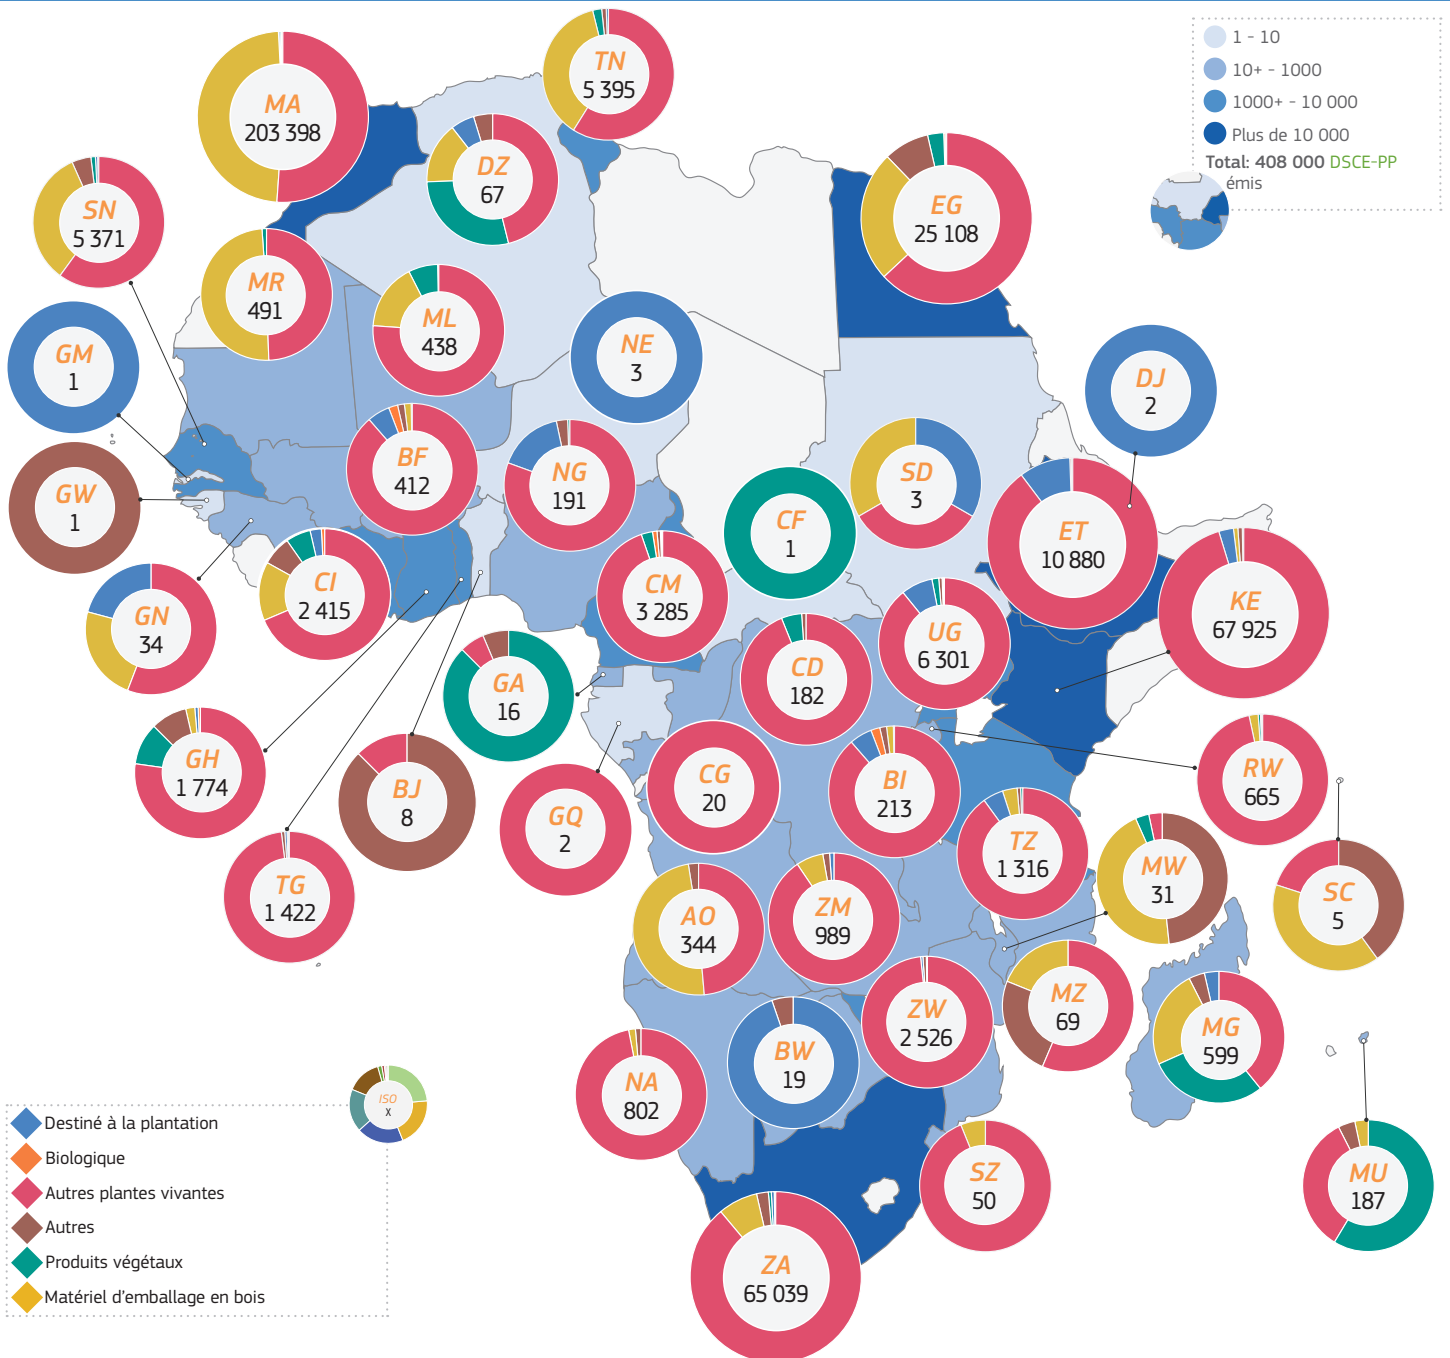 1 - 10
10+ - 1000
1000+ - 10 000
Plus de 10 000
Total: 408 000 DSCE-PP
émis
TN
5 395
MA
203 398
DZ
67
SN
5 371
EG
25 108
MR
491
ML
438
NE
3
GM
1
DJ
2
BF
412
NG
191
SD
3
GW
1
CF
1
ET
10 880
CI
2 415
CM
3 285
KE
67 925
GN
34
UG
6 301
CD
182
GA
16
GH
1 774
BJ
8
CG
20
BI
213
RW
665
GQ
2
TZ
1 316
MW
31
TG
1 422
SC
5
AO
344
ZM
989
ZW
2 526
MZ
69
MG
599
BW
19
NA
802
ISO
x
SZ
50
MU
187
ZA
65 039
Destiné à la plantation
Biologique
Autres plantes vivantes
Autres
Produits végétaux
Matériel d'emballage en bois